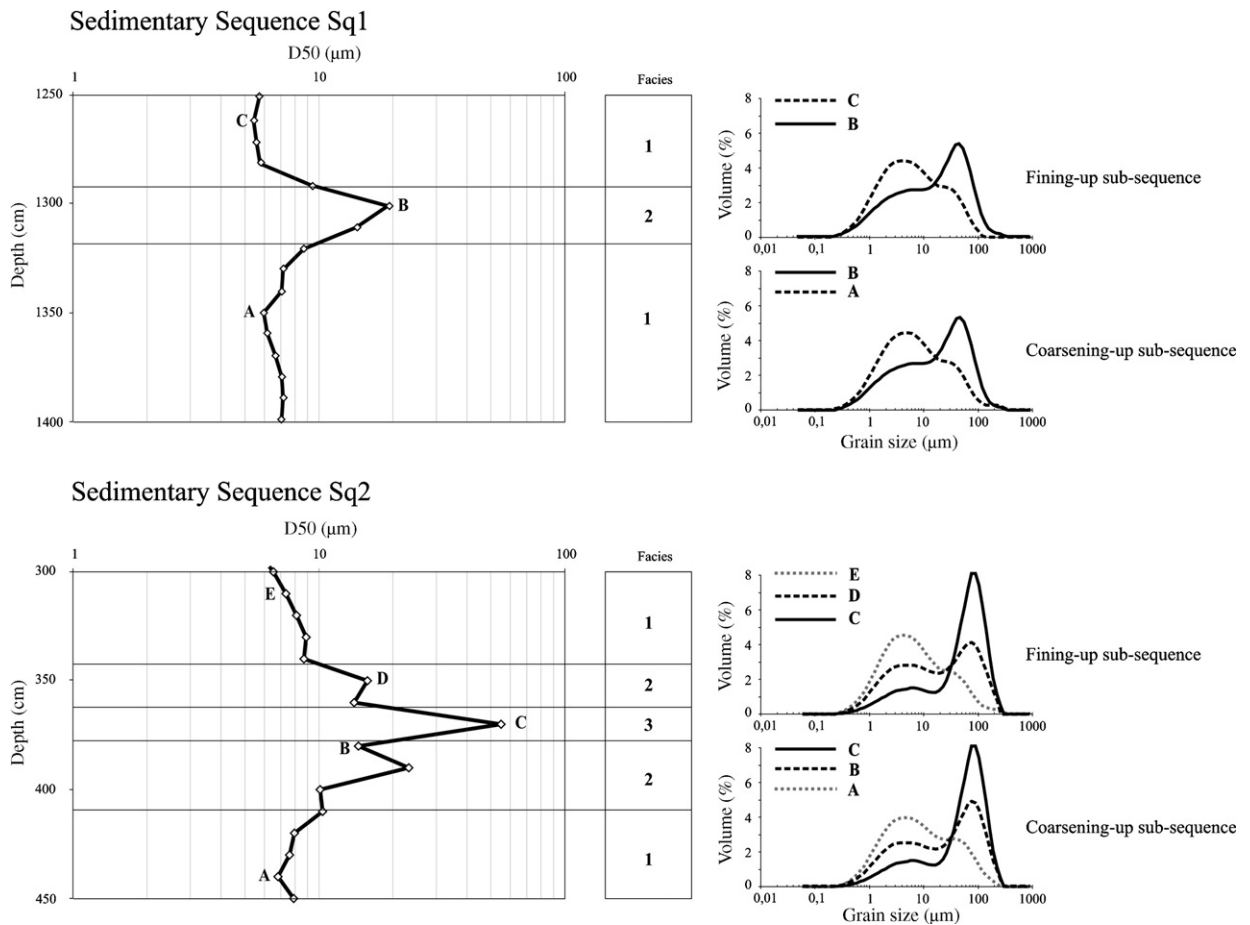 Sedimentary Sequence Sq1
D50 (µm)
1 10 100
Facies
Depth (cm)
1250
1300
1350
1400
C
B
A
1
2
1
C
B
Volume (%)
8
6
4
2
0
0,01 0,1 1 10 100 1000
Fining-up sub-sequence
B
A
Volume (%)
8
6
4
2
0
0,01 0,1 1 10 100 1000
Grain size (µm)
Coarsening-up sub-sequence
Sedimentary Sequence Sq2
D50 (µm)
1 10 100
Facies
Depth (cm)
300
350
400
450
E
D
C
B
A
1
2
3
2
1
E
D
C
Volume (%)
8
6
4
2
0
0,01 0,1 1 10 100 1000
Fining-up sub-sequence
C
B
A
Volume (%)
8
6
4
2
0
0,01 0,1 1 10 100 1000
Grain size (µm)
Coarsening-up sub-sequence